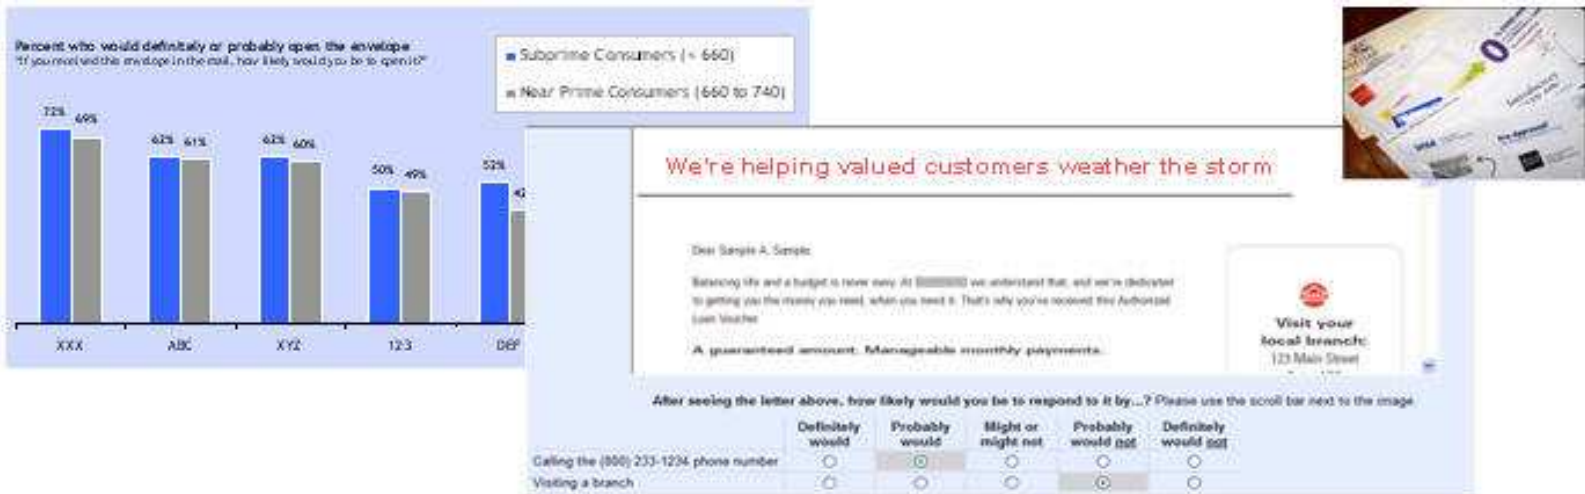 Percent who would definitely or probably open the envelope
"If you received this envelope in the mail, how likely would you be to open it?"
Subprime Consumers (< 660)
Near Prime Consumers (660 to 740)
72% 69%
62% 61%
62% 60%
50% 49%
52%
XXX ABC XYZ 123 DEF
We're helping valued customers weather the storm
Dear Sample A. Sample,
Balancing life and a budget is never easy. At we understand that, and we're dedicated
to getting you the money you need, when you need it. That's why you've received this Authorized
Loan Voucher.
A guaranteed amount. Manageable monthly payments.
Visit your
local branch:
123 Main Street
After seeing the letter above, how likely would you be to respond to it by...? Please use the scroll bar next to the image
Definitely would Probably would Might or might not Probably would not Definitely would not
Calling the (800) 233-1234 phone number
Visiting a branch
VISA
Pre-Approved